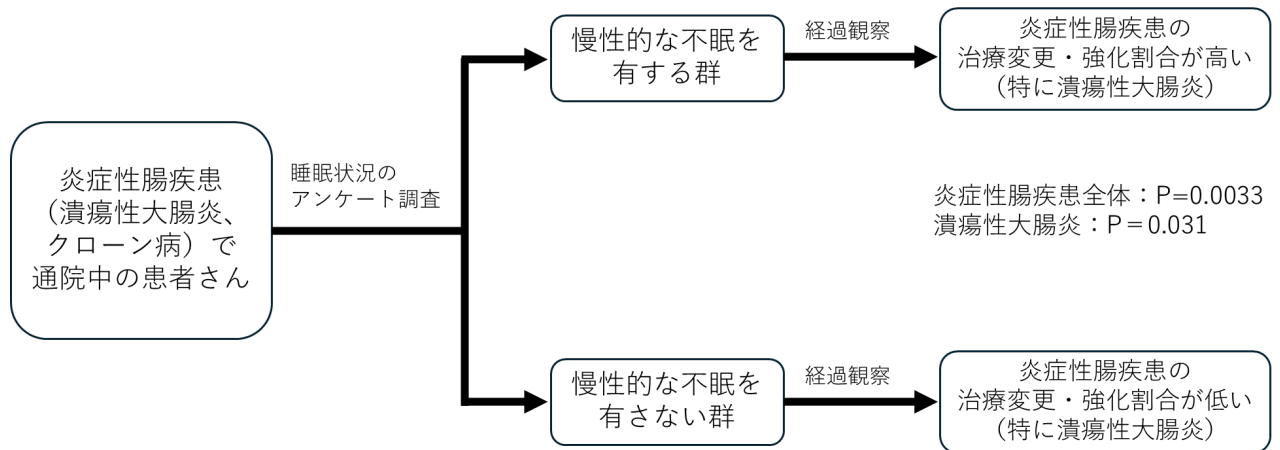 炎症性腸疾患
（潰瘍性大腸炎、
クローン病）で
通院中の患者さん
睡眠状況の
アンケート調査
慢性的な不眠を
有する群
経過観察
炎症性腸疾患の
治療変更・強化割合が高い
（特に潰瘍性大腸炎）
炎症性腸疾患全体：P=0.0033
潰瘍性大腸炎：P＝0.031
慢性的な不眠を
有さない群
経過観察
炎症性腸疾患の
治療変更・強化割合が低い
（特に潰瘍性大腸炎）